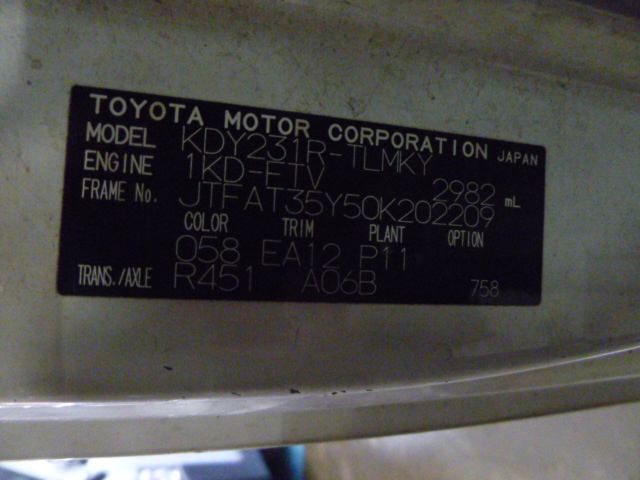 TOYOTA MOTOR CORPORATION JAPAN
MODEL KDY231R-TLMKY
ENGINE 1KD-FTV 2982 mL
FRAME No. JTFAT35Y50K202209
COLOR TRIM PLANT OPTION
058 EA12 P11
TRANS./AXLE R451 A06B 758